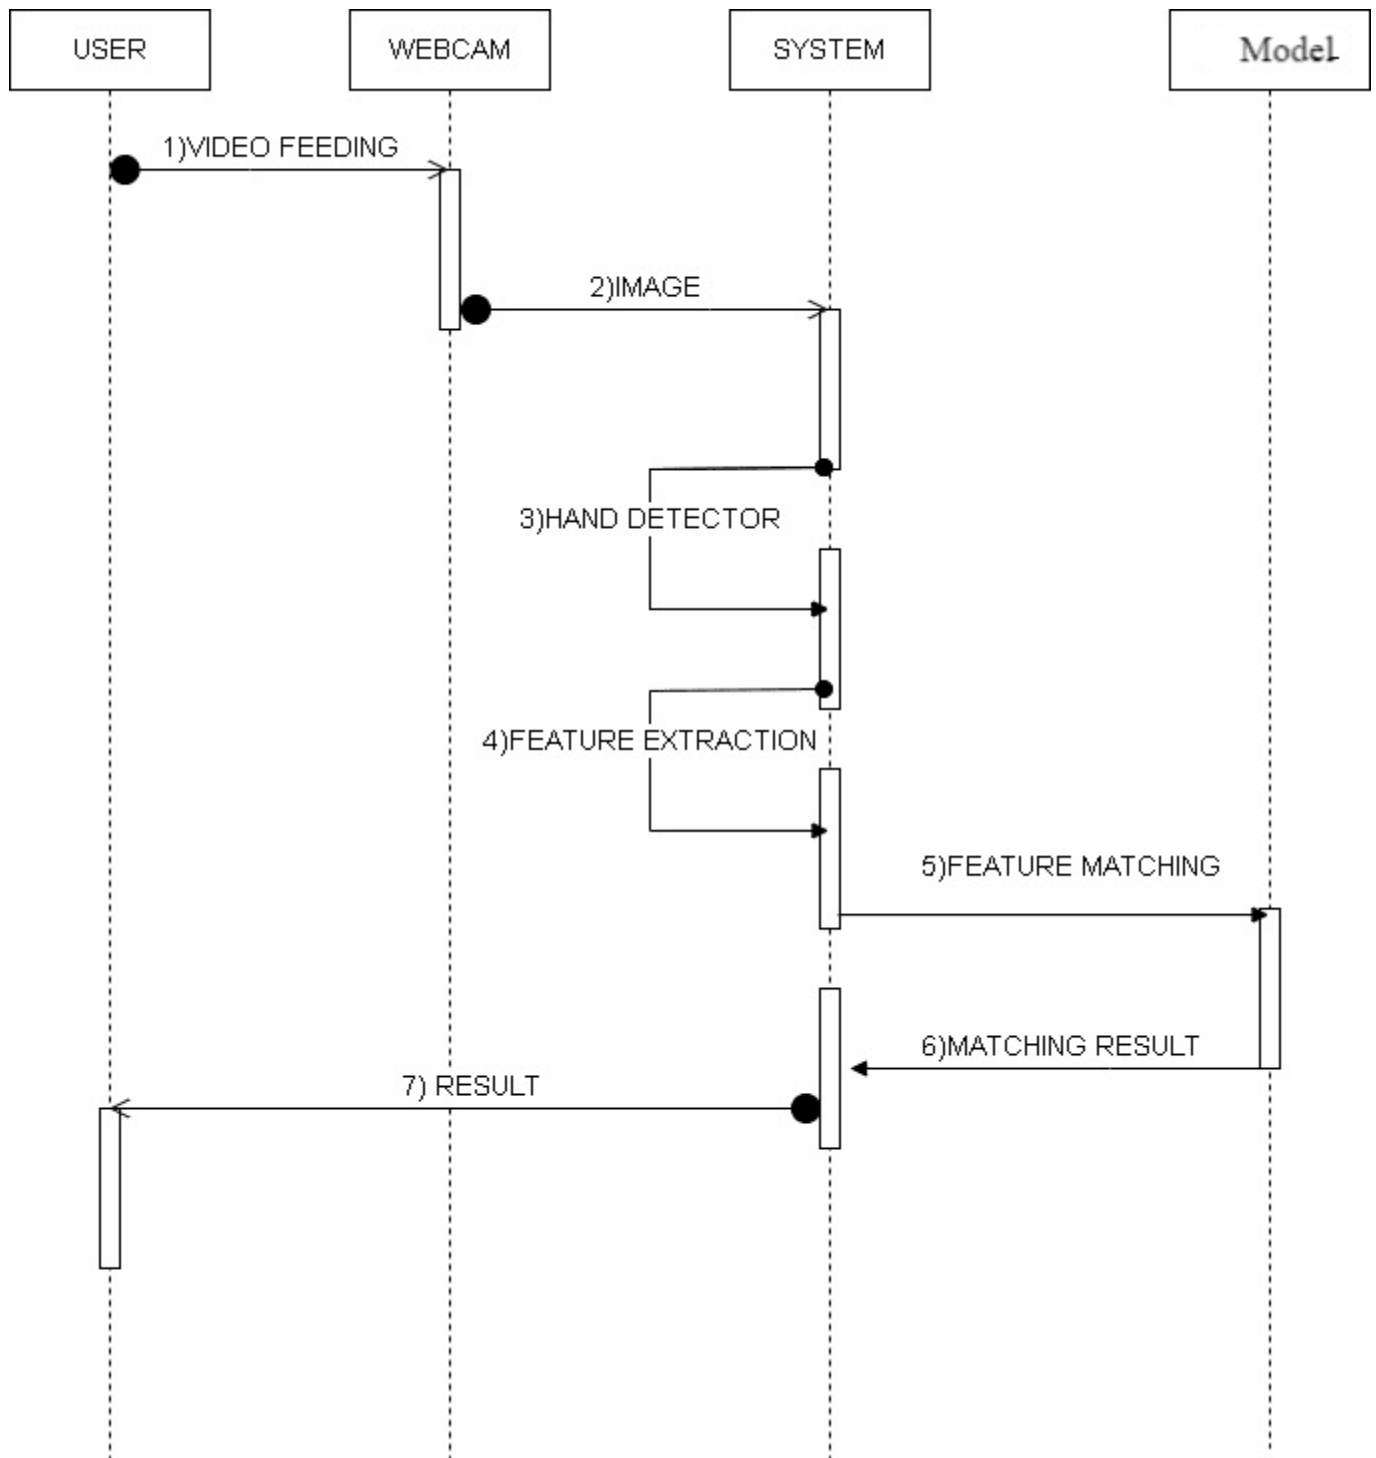 USER
WEBCAM
SYSTEM
Model
1)VIDEO FEEDING
2)IMAGE
3)HAND DETECTOR
4)FEATURE EXTRACTION
5)FEATURE MATCHING
6)MATCHING RESULT
7) RESULT